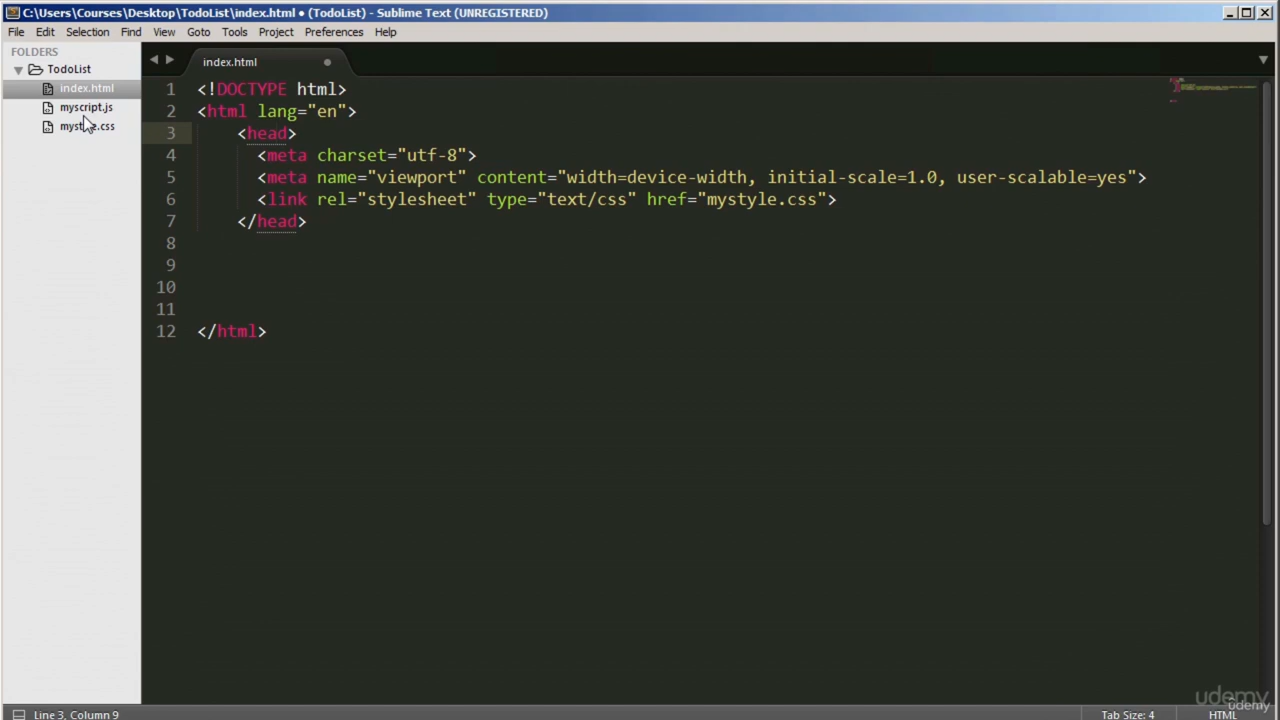 C:\Users\Courses\Desktop\TodoList\index.html • (TodoList) - Sublime Text (UNREGISTERED)
File Edit Selection View Find Goto Tools Project Preferences Help
FOLDERS
TodoList
index.html
myscript.js
mystyle.css
index.html
1 <!DOCTYPE html>
2 <html lang="en">
3 <head>
4 <meta charset="utf-8">
5 <meta name="viewport" content="width=device-width, initial-scale=1.0, user-scalable=yes">
6 <link rel="stylesheet" type="text/css" href="mystyle.css">
7 </head>
8
9
10
11
12 </html>
udemy
udemy
Line 3, Column 9
Tab Size: 4
HTML